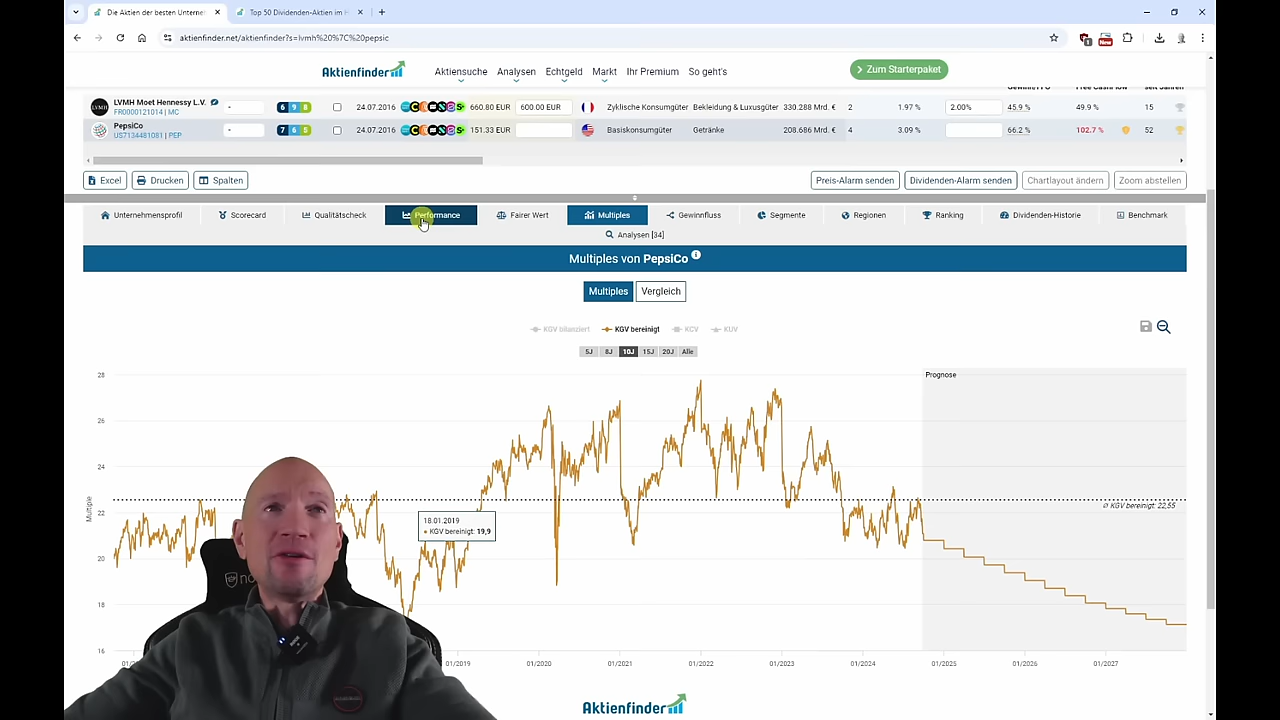 Die Aktien der besten Unterne
Top 50 Dividenden-Aktien im H
aktienfinder.net/aktienfinder?s=lvmh%20%7C%20pepsic
New
Aktienfinder
Aktiensuche
Analysen
Echtgeld
Markt
Ihr Premium
So geht's
Zum Starterpaket
LVMH Moet Hennessy L.V. - 6 9 8 24.07.2016 660.80 EUR 600.00 EUR Zyklische Konsumgüter Bekleidung & Luxusgüter 330.288 Mrd. € 2 1.97 % 2.00% 45.9 % 49.9 % 15
FR0000121014 | MC
PepsiCo - 7 6 5 24.07.2016 151.33 EUR Basiskonsumgüter Getränke 208.686 Mrd. € 4 3.09 % 66.2 % 102.7 % 52
US7134481081 | PEP
Excel
Drucken
Spalten
Preis-Alarm senden
Dividenden-Alarm senden
Chartlayout ändern
Zoom abstellen
Unternehmensprofil
Scorecard
Qualitätscheck
Performance
Fairer Wert
Multiples
Gewinnfluss
Segmente
Regionen
Ranking
Dividenden-Historie
Benchmark
Analysen [34]
Multiples von PepsiCo
Multiples
Vergleich
KGV bilanziert
KGV bereinigt
KCV
KUV
5J
8J
10J
15J
20J
Alle
Prognose
28
26
24
22
20
18
16
Multiple
Ø KGV bereinigt: 22,55
18.01.2019
KGV bereinigt: 19,9
01/2019
01/2020
01/2021
01/2022
01/2023
01/2024
01/2025
01/2026
01/2027
Aktienfinder